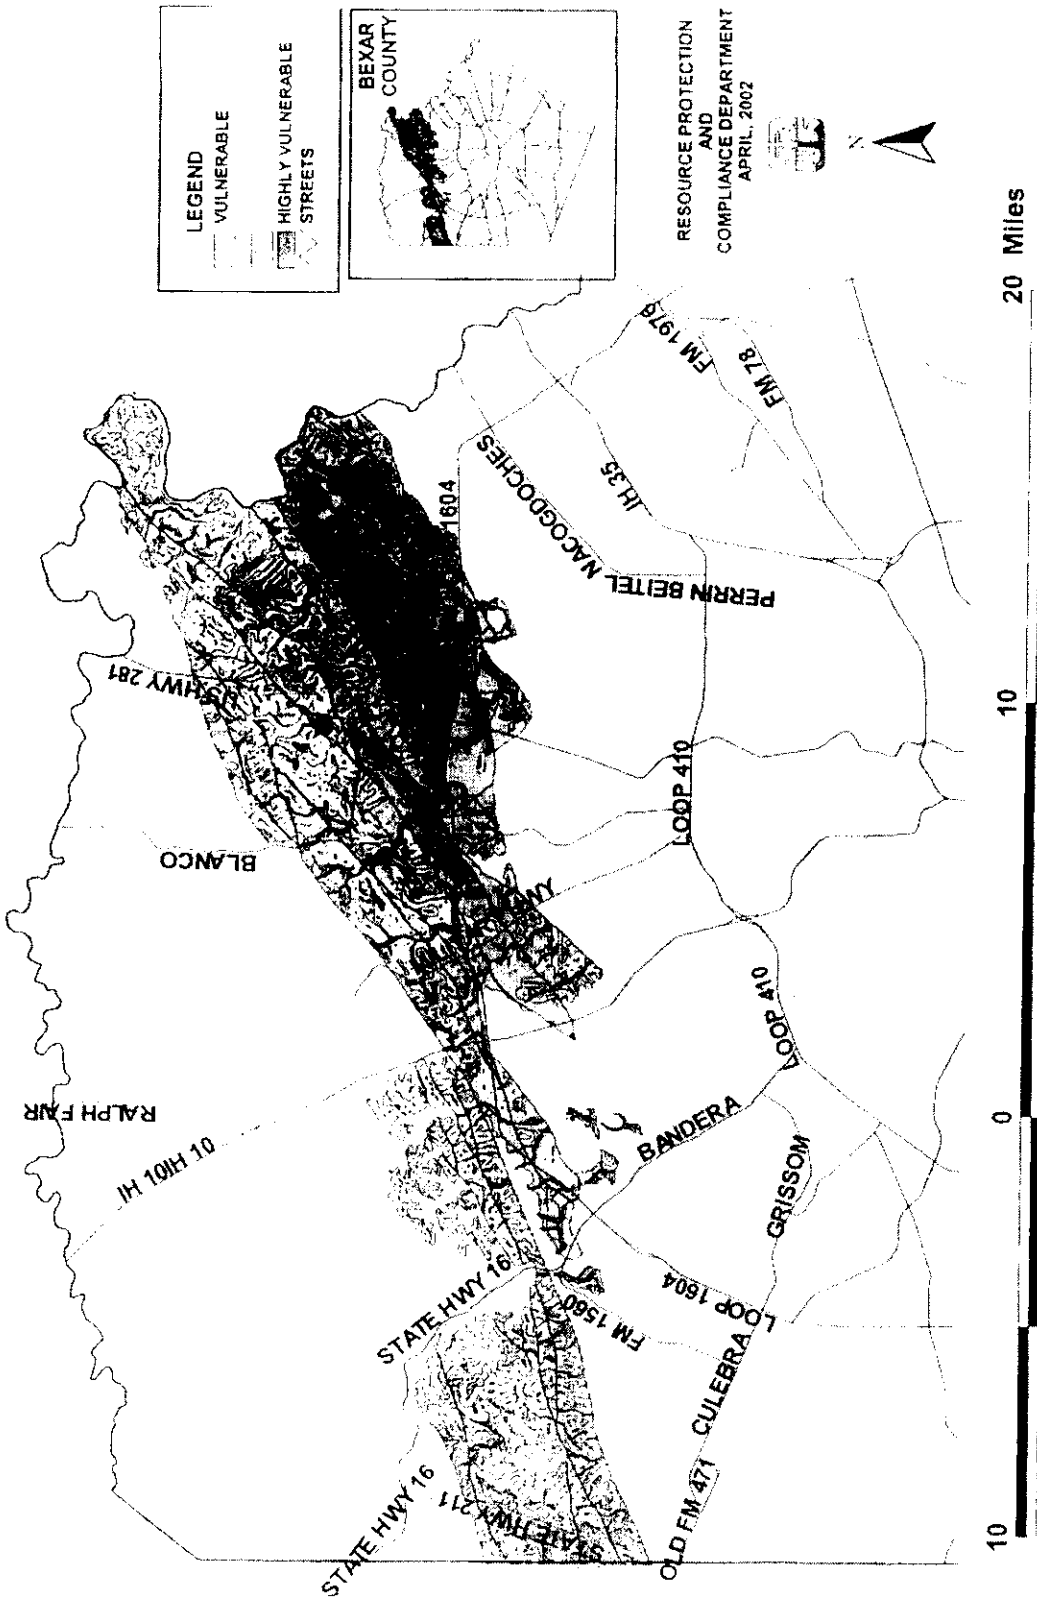 LEGEND
VULNERABLE
HIGHLY VULNERABLE
STREETS
BEXAR
COUNTY
RESOURCE PROTECTION
AND
COMPLIANCE DEPARTMENT
APRIL, 2002
N
RALPH FAIR
IH 10
IH 10
BLANCO
US HWY 281
STATE HWY 16
STATE HWY 16
STATE HWY 211
1604
NACOGDOCHES
PERRIN BEITEL
IH 35
FM 1976
FM 78
LOOP 410
LOOP 410
BANDERA
GRISSOM
FM 1560
LOOP 1604
CULEBRA
OLD FM 471
10
0
10
20 Miles